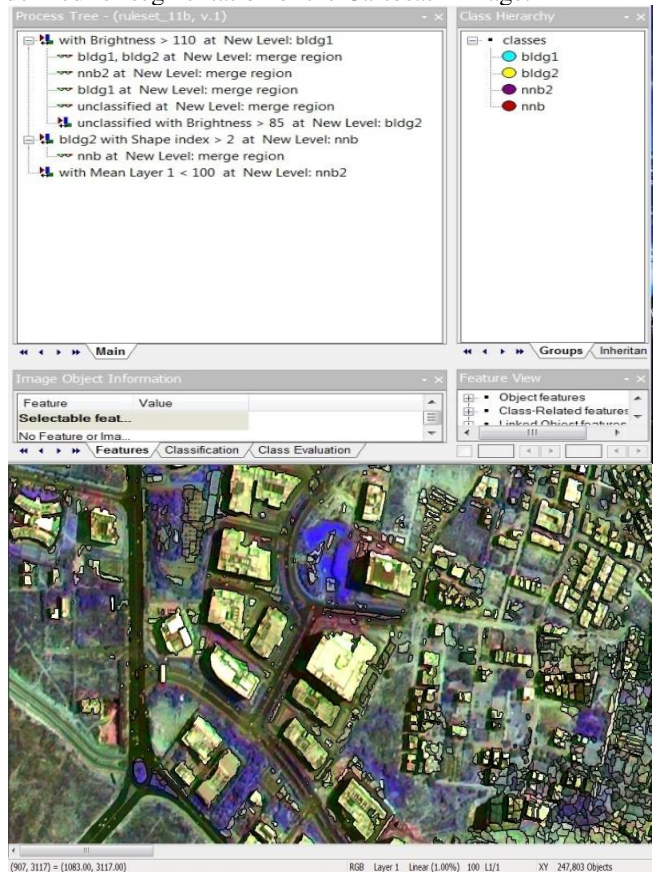 Process Tree - (ruleset_11b, v.1)
with Brightness > 110 at New Level: bldg1
bldg1, bldg2 at New Level: merge region
nnb2 at New Level: merge region
bldg1 at New Level: merge region
unclassified at New Level: merge region
unclassified with Brightness > 85 at New Level: bldg2
bldg2 with Shape index > 2 at New Level: nnb
nnb at New Level: merge region
with Mean Layer 1 < 100 at New Level: nnb2
Main
Class Hierarchy
classes
bldg1
bldg2
nnb2
nnb
Groups Inheritan
Image Object Information
Feature Value
Selectable feat...
No Feature or Ima...
Features Classification Class Evaluation
Feature View
Object features
Class-Related features
Linked Object features
(907, 3117) = (1083.00, 3117.00) RGB Layer 1 Linear (1.00%) 100 L1/1 XY 247,803 Objects